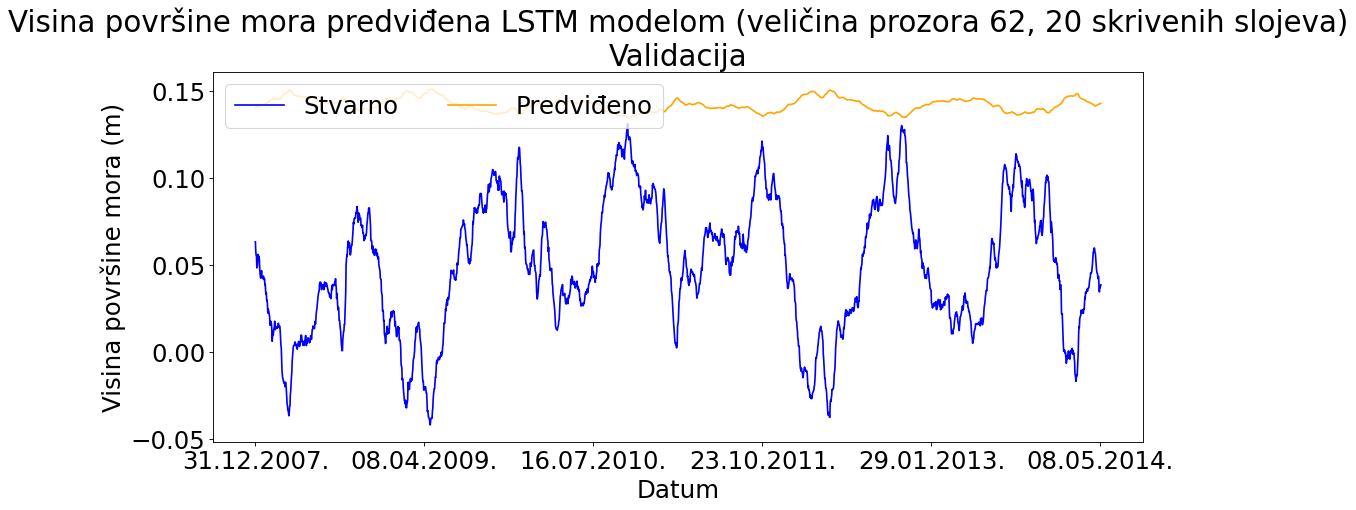 Visina površine mora predviđena LSTM modelom (veličina prozora 62, 20 skrivenih slojeva)
Validacija
Stvarno
Predviđeno
Visina površine mora (m)
0.15
0.10
0.05
0.00
−0.05
31.12.2007.
08.04.2009.
16.07.2010.
23.10.2011.
29.01.2013.
08.05.2014.
Datum